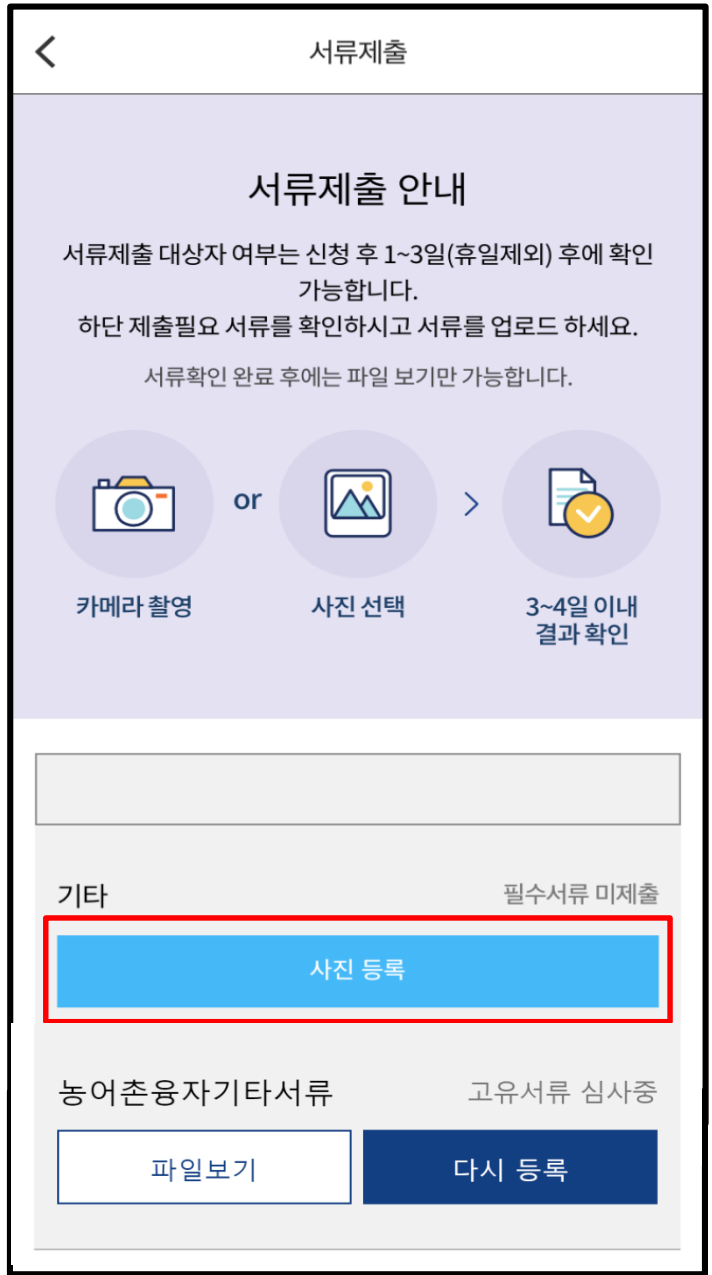 서류제출
서류제출 안내
서류제출 대상자 여부는 신청 후 1~3일(휴일제외) 후에 확인
가능합니다.
하단 제출필요 서류를 확인하시고 서류를 업로드 하세요.
서류확인 완료 후에는 파일 보기만 가능합니다.
or
카메라 촬영
사진 선택
3~4일 이내
결과 확인
기타
필수서류 미제출
사진 등록
농어촌융자기타서류
고유서류 심사중
파일보기
다시 등록